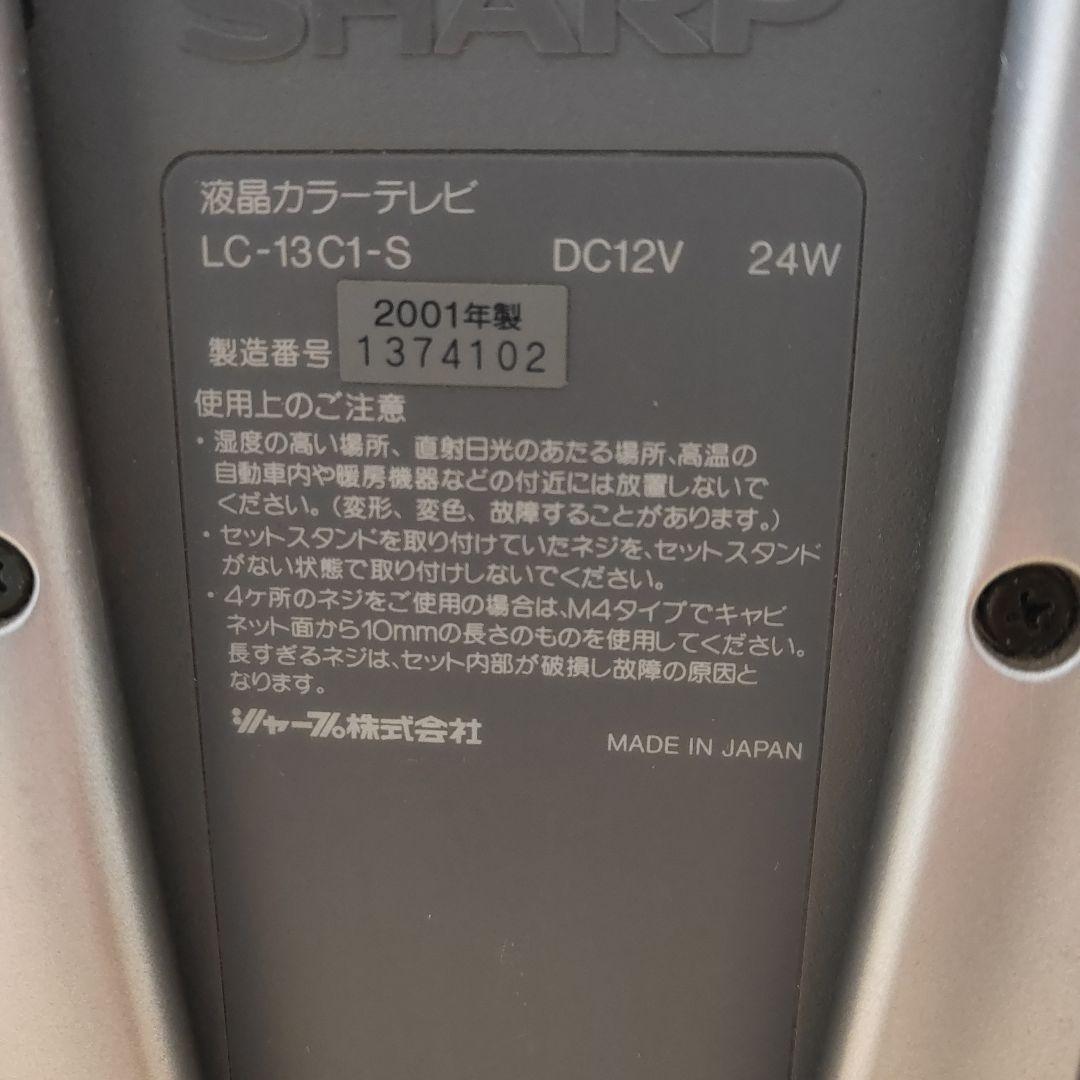 SHARP
液晶カラーテレビ
LC-13C1-S DC12V 24W
2001年製
製造番号 1374102
使用上のご注意
・湿度の高い場所、直射日光のあたる場所、高温の
自動車内や暖房機器などの付近には放置しないで
ください。(変形、変色、故障することがあります。)
・セットスタンドを取り付けていたネジを、セットスタンド
がない状態で取り付けしないでください。
・4ヶ所のネジをご使用の場合は、M4タイプでキャビ
ネット面から10mmの長さのものを使用してください。
長すぎるネジは、セット内部が破損し故障の原因と
なります。
シャープ株式会社 MADE IN JAPAN